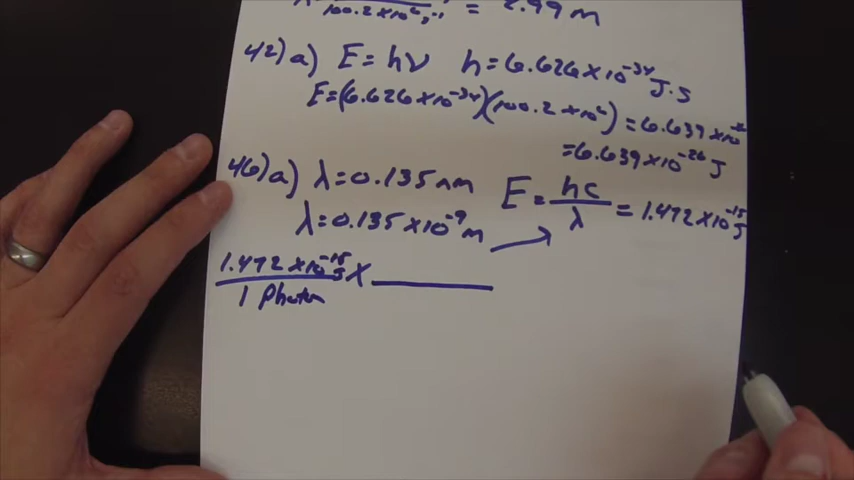 100.2×10⁶ s⁻¹ = 2.99 m
42) a) E = hν h = 6.626×10⁻³⁴ J·s
E = (6.626×10⁻³⁴)(100.2×10⁶) = 6.639×10⁻²⁶
= 6.639×10⁻²⁶ J
46) a) λ = 0.135 nm E = hc/λ = 1.472×10⁻¹⁵ J
λ = 0.135×10⁻⁹ m
1.472×10⁻¹⁵ J ×
1 Photon